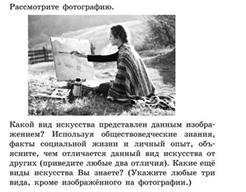 Рассмотрите фотографию.
Какой вид искусства представлен данным изобра-
жением? Используя обществоведческие знания,
факты социальной жизни и личный опыт, объ-
ясните, чем отличается данный вид искусства от
других (приведите любые два отличия). Какие ещё
виды искусства Вы знаете? (Укажите любые три
вида, кроме изображённого на фотографии.)